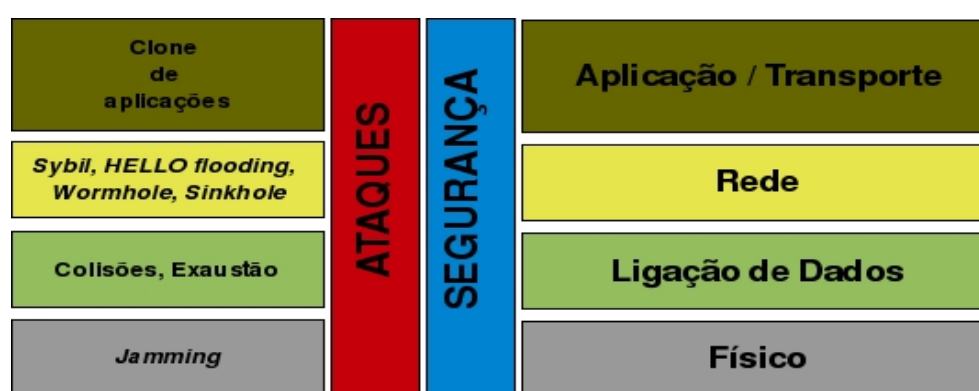 Clone
de
aplicações
Sybil, HELLO flooding,
Wormhole, Sinkhole
Colisões, Exaustão
Jamming
ATAQUES
SEGURANÇA
Aplicação / Transporte
Rede
Ligação de Dados
Físico